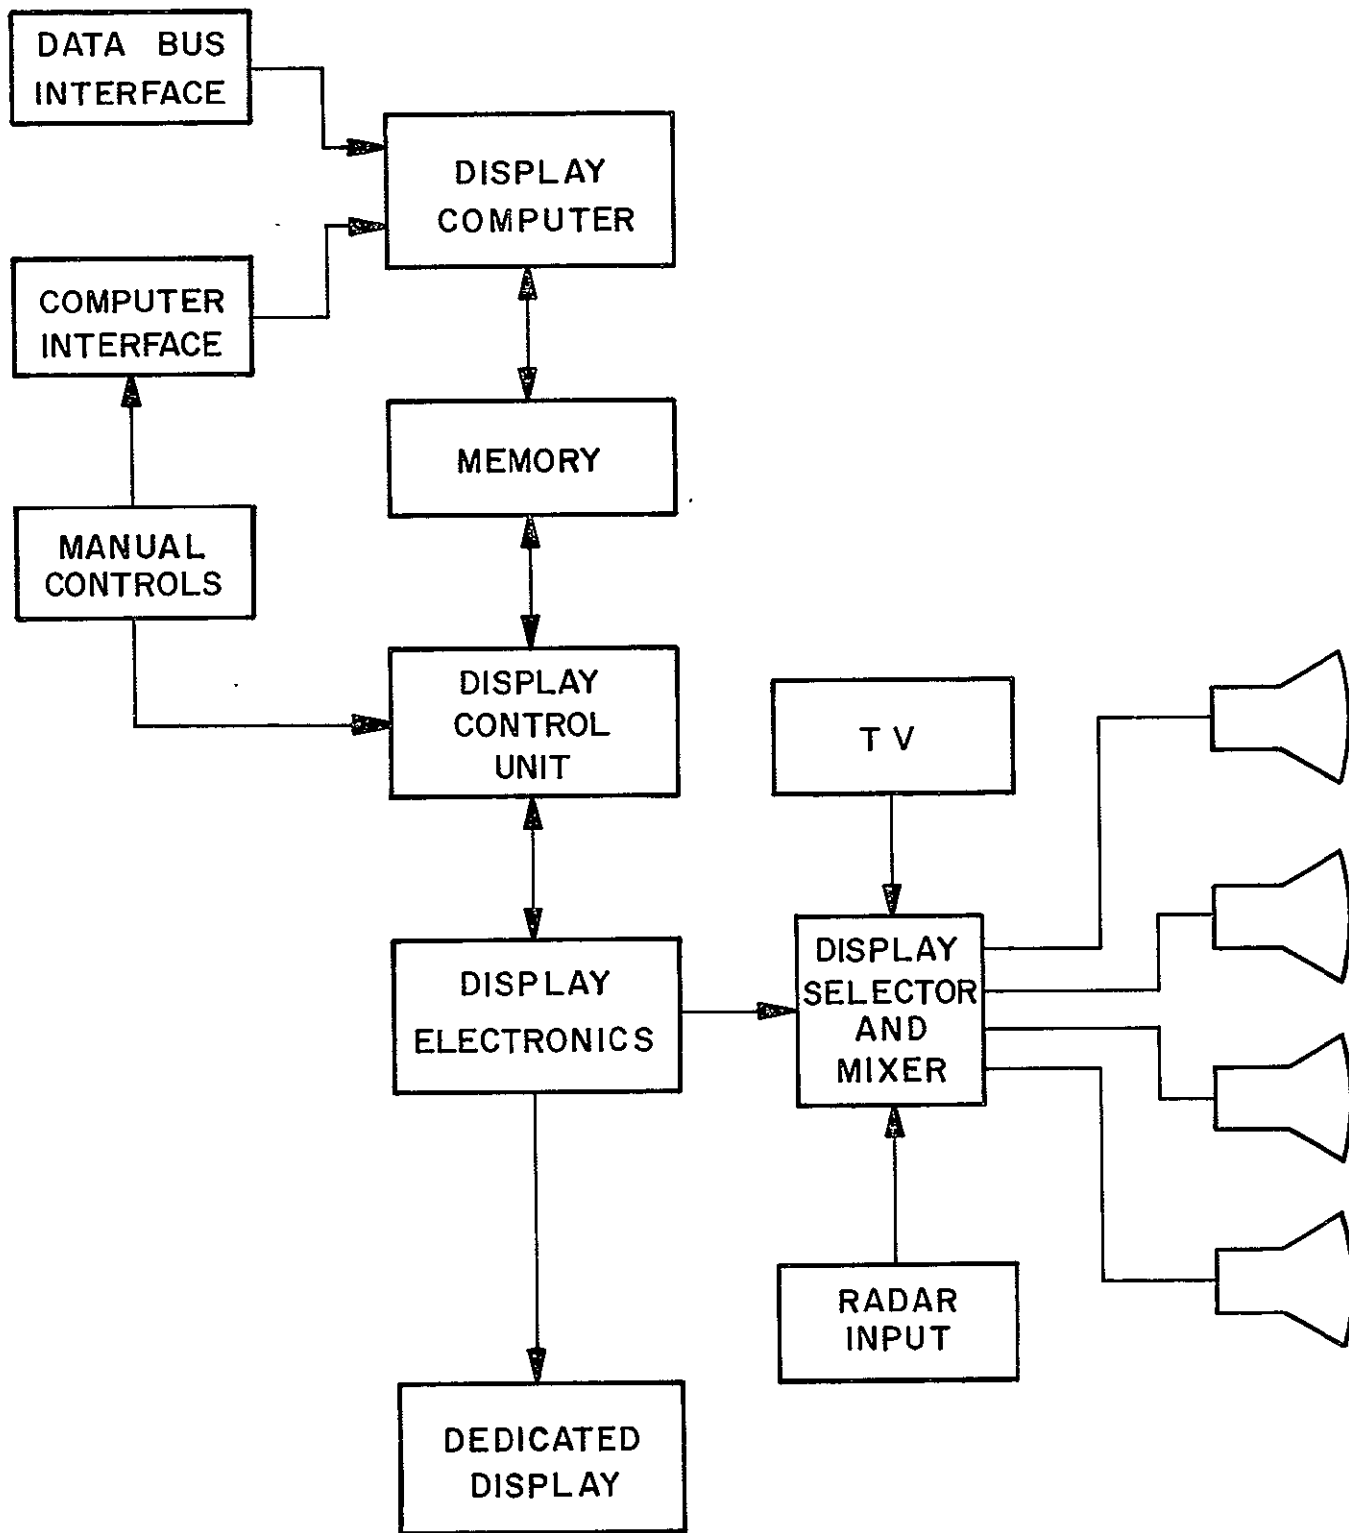 DATA BUS
INTERFACE
DISPLAY
COMPUTER
COMPUTER
INTERFACE
MEMORY
MANUAL
CONTROLS
DISPLAY
CONTROL
UNIT
TV
DISPLAY
ELECTRONICS
DISPLAY
SELECTOR
AND
MIXER
RADAR
INPUT
DEDICATED
DISPLAY